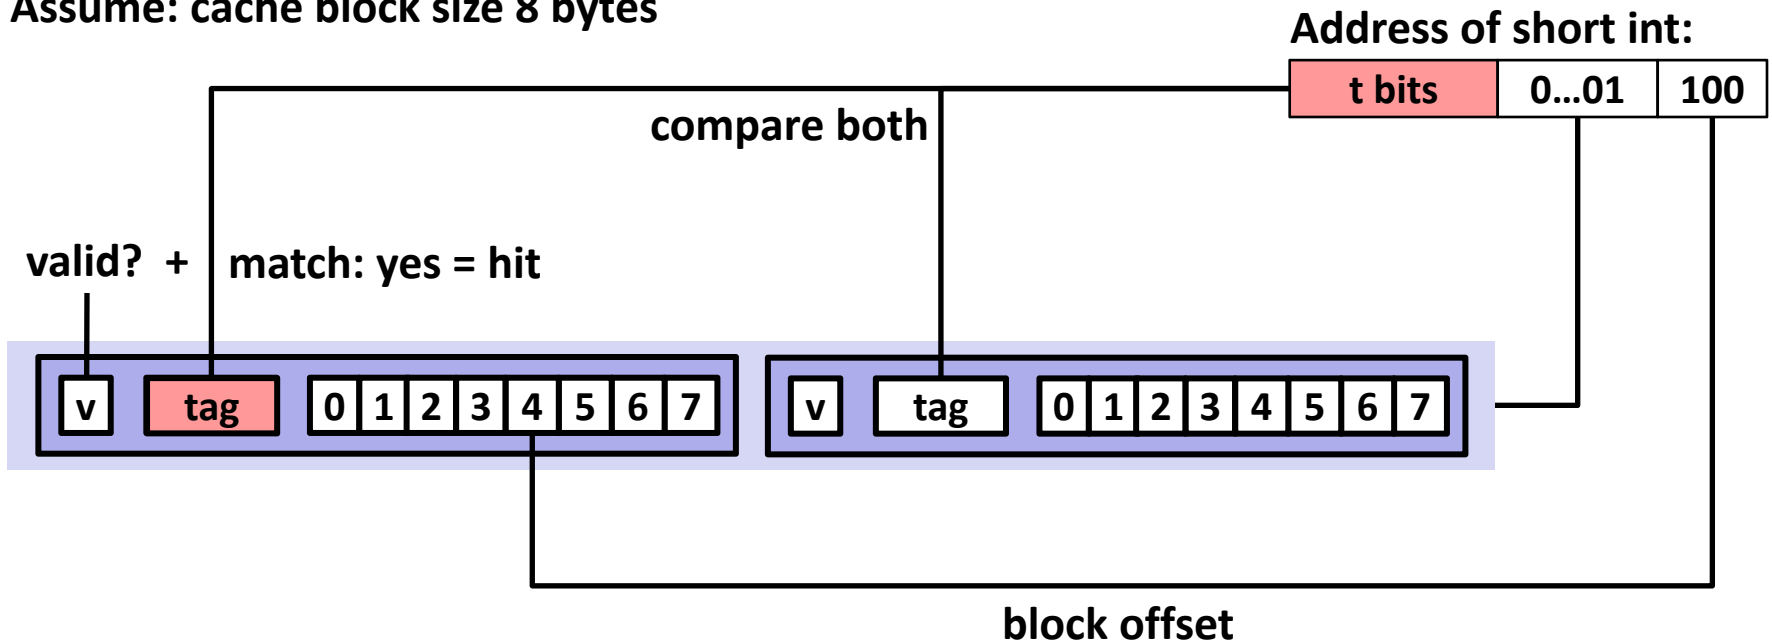 Assume: cache block size 8 bytes
Address of short int:
t bits 0...01 100
compare both
valid? + match: yes = hit
v tag 0 1 2 3 4 5 6 7 v tag 0 1 2 3 4 5 6 7
block offset